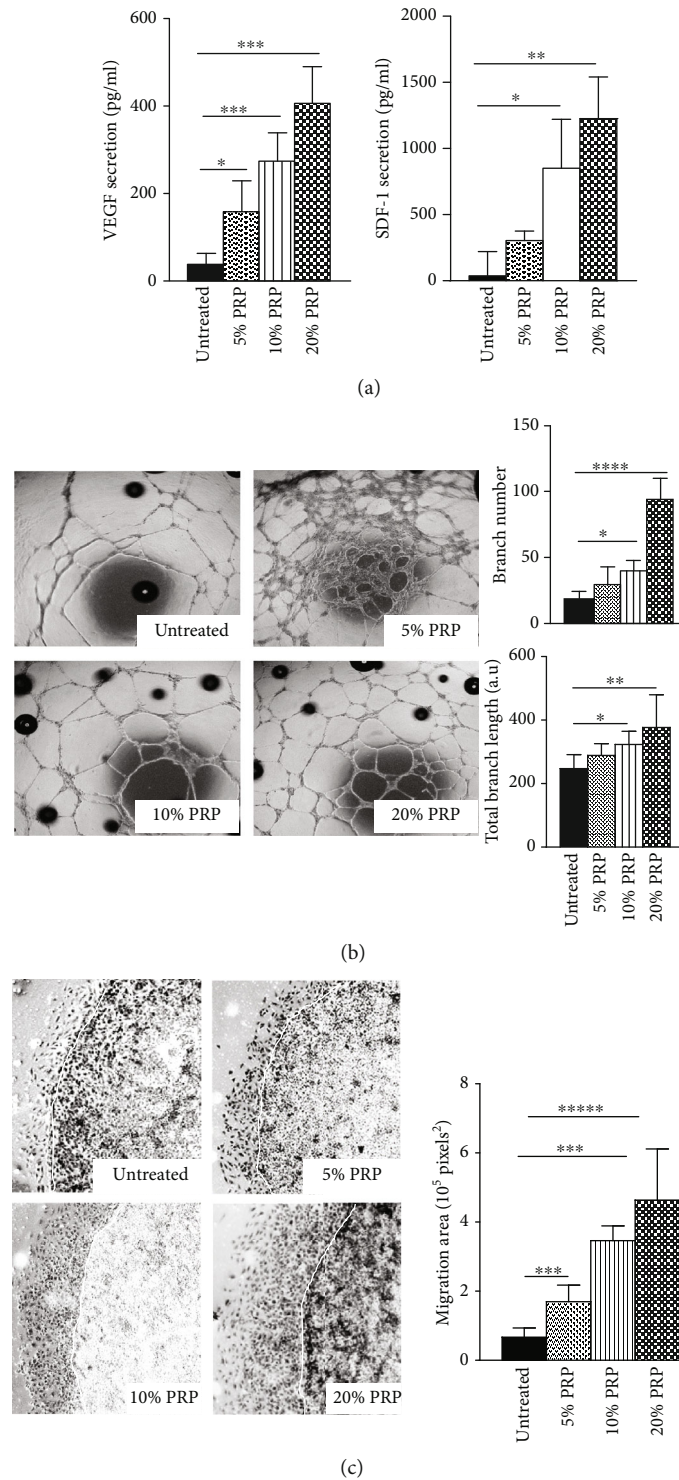 VEGF secretion (pg/ml)
600
400
200
0
***
***
*
Untreated
5% PRP
10% PRP
20% PRP
SDF-1 secretion (pg/ml)
2000
1500
1000
500
0
**
*
Untreated
5% PRP
10% PRP
20% PRP
(a)
Untreated
5% PRP
10% PRP
20% PRP
Branch number
150
100
50
0
****
*
Total branch length (a.u)
600
400
200
0
**
*
Untreated
5% PRP
10% PRP
20% PRP
(b)
Untreated
5% PRP
10% PRP
20% PRP
Migration area (10⁵ pixels²)
8
6
4
2
0
*****
***
***
Untreated
5% PRP
10% PRP
20% PRP
(c)